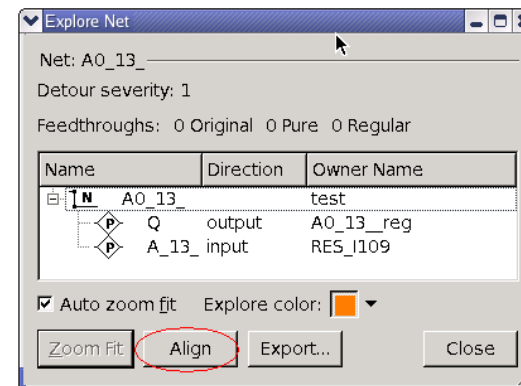 Explore Net
Net: A0_13_
Detour severity: 1
Feedthroughs: 0 Original 0 Pure 0 Regular
Name Direction Owner Name
N A0_13_ test
P Q output A0_13__reg
P A_13_ input RES_I109
Auto zoom fit Explore color:
Zoom Fit Align Export... Close